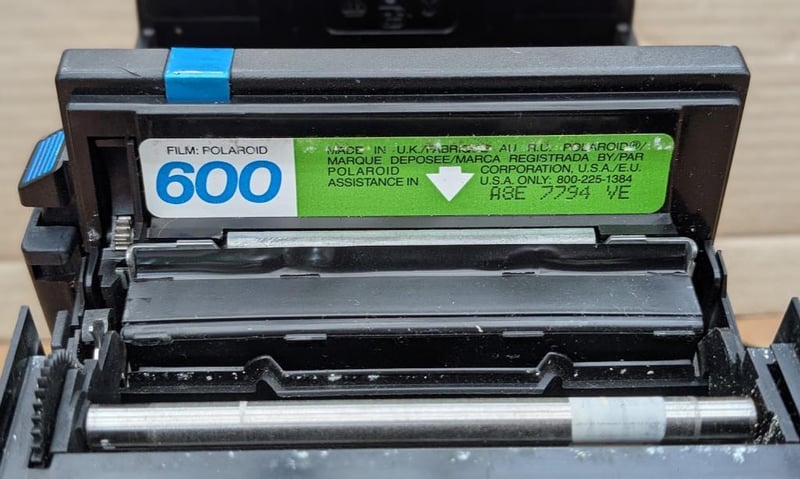 FILM: POLAROID
600
MADE IN U.K./FABRIQUE AU R.U. POLAROID®/
MARQUE DEPOSEE/MARCA REGISTRADA BY/PAR
POLAROID CORPORATION, U.S.A./E.U.
ASSISTANCE IN U.S.A. ONLY: 800-225-1384
A8E 7794 VE